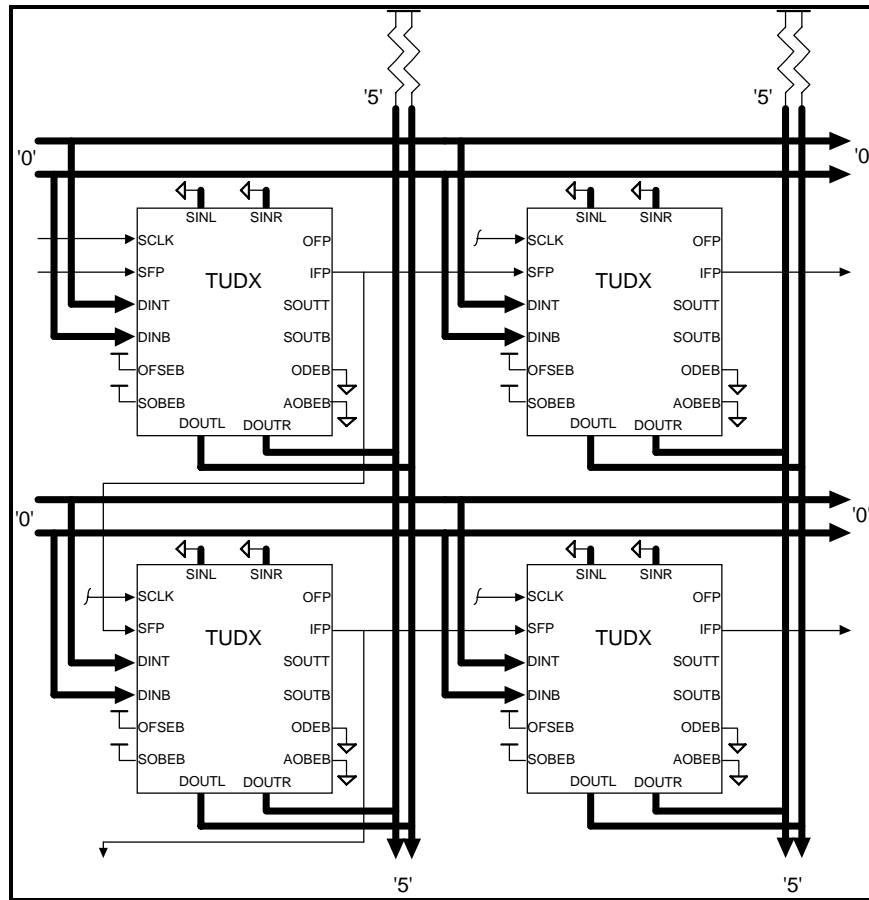 '5' '5'
'0' '0'
SINL SINR SINL SINR
SCLK OFP SCLK OFP
SFP TUDX IFP SFP TUDX IFP
DINT SOUTT DINT SOUTT
DINB SOUTB DINB SOUTB
OFSEB ODEB OFSEB ODEB
SOBEB AOBEB SOBEB AOBEB
DOUTL DOUTR DOUTL DOUTR
'0' '0'
SINL SINR SINL SINR
SCLK OFP SCLK OFP
SFP TUDX IFP SFP TUDX IFP
DINT SOUTT DINT SOUTT
DINB SOUTB DINB SOUTB
OFSEB ODEB OFSEB ODEB
SOBEB AOBEB SOBEB AOBEB
DOUTL DOUTR DOUTL DOUTR
'5' '5'